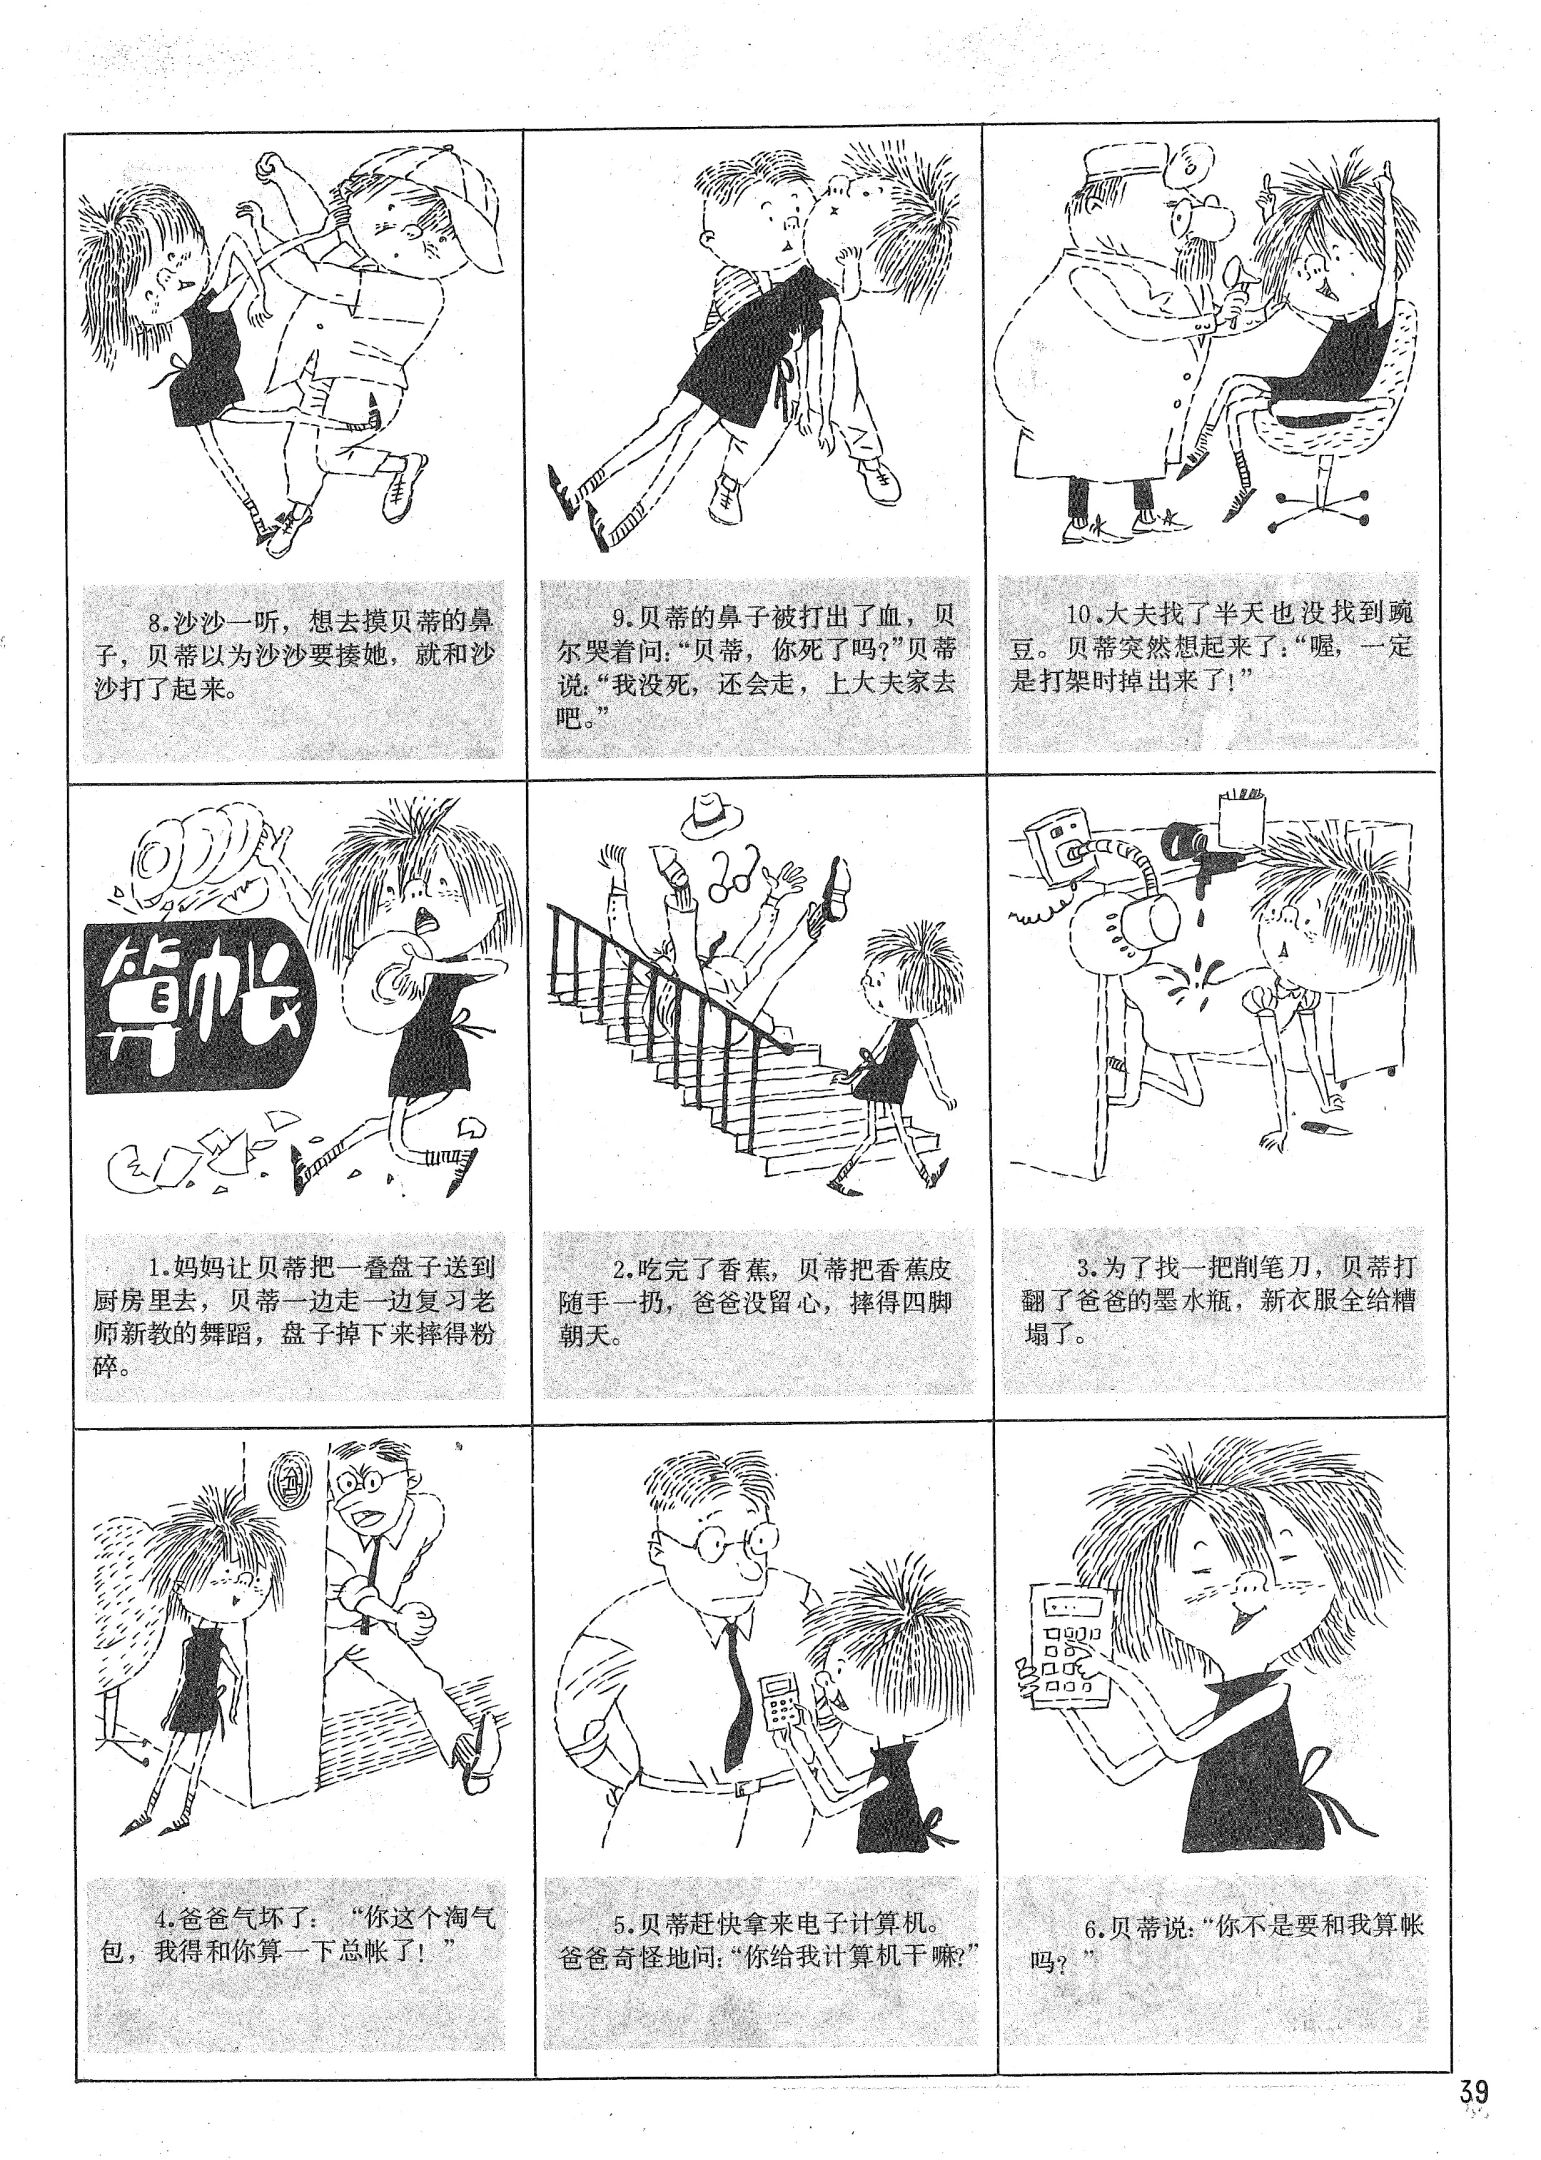 8.沙沙一听，想去摸贝蒂的鼻
子，贝蒂以为沙沙要揍她，就和沙
沙打了起来。
9.贝蒂的鼻子被打出了血，贝
尔哭着问：“贝蒂，你死了吗？”贝蒂
说：“我没死，还会走，上大夫家去
吧。”
10.大夫找了半天也没找到豌
豆。贝蒂突然想起来了：“喔，一定
是打架时掉出来了！”
算帐
1.妈妈让贝蒂把一叠盘子送到
厨房里去，贝蒂一边走一边复习老
师新教的舞蹈，盘子掉下来摔得粉
碎。
2.吃完了香蕉，贝蒂把香蕉皮
随手一扔，爸爸没留心，摔得四脚
朝天。
3.为了找一把削笔刀，贝蒂打
翻了爸爸的墨水瓶，新衣服全给糟
塌了。
4.爸爸气坏了：“你这个淘气
包，我得和你算一下总帐了！”
5.贝蒂赶快拿来电子计算机。
爸爸奇怪地问：“你给我计算机干嘛？”
6.贝蒂说：“你不是要和我算帐
吗？”
39